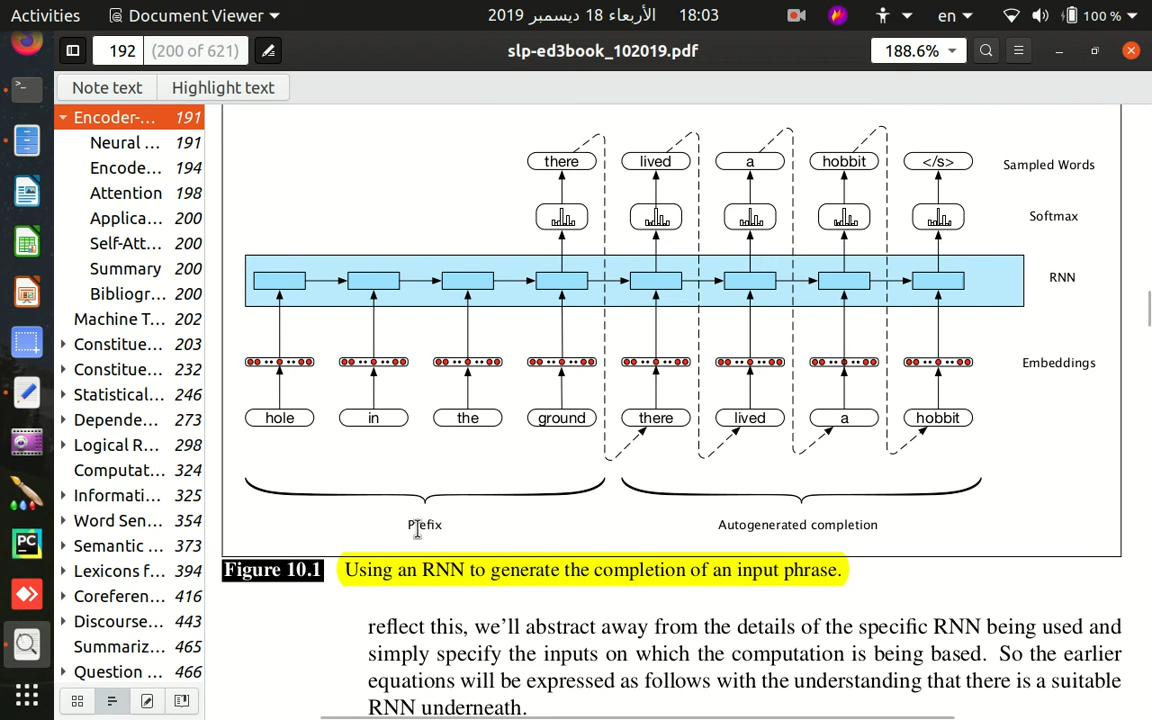 Activities Document Viewer الأربعاء 18 ديسمبر 2019 18:03 en 100 %
192 (200 of 621) slp-ed3book_102019.pdf 188.6%
Note text Highlight text
Encoder-... 191
Neural ... 191
Encode... 194
Attention 198
Applica... 200
Self-Att... 200
Summary 200
Bibliogr... 200
Machine T... 202
Constitue... 203
Constitue... 232
Statistical... 246
Depende... 273
Logical R... 298
Computat... 324
Informati... 325
Word Sen... 354
Semantic ... 373
Lexicons f... 394
Coreferen... 416
Discourse... 443
Summariz... 465
Question ... 466
there lived a hobbit </s> Sampled Words
Softmax
RNN
Embeddings
hole in the ground there lived a hobbit
Prefix Autogenerated completion
Figure 10.1 Using an RNN to generate the completion of an input phrase.
reflect this, we'll abstract away from the details of the specific RNN being used and
simply specify the inputs on which the computation is being based. So the earlier
equations will be expressed as follows with the understanding that there is a suitable
RNN underneath.